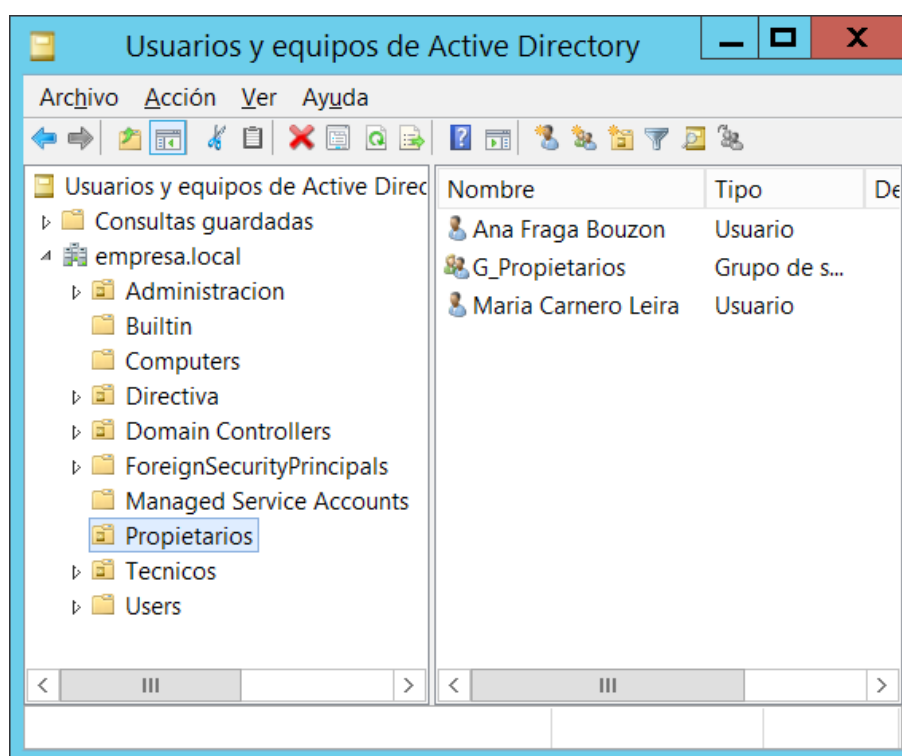 Usuarios y equipos de Active Directory
Archivo Acción Ver Ayuda
Usuarios y equipos de Active Direc
Consultas guardadas
empresa.local
Administracion
Builtin
Computers
Directiva
Domain Controllers
ForeignSecurityPrincipals
Managed Service Accounts
Propietarios
Tecnicos
Users
Nombre Tipo De
Ana Fraga Bouzon Usuario
G_Propietarios Grupo de s...
Maria Carnero Leira Usuario